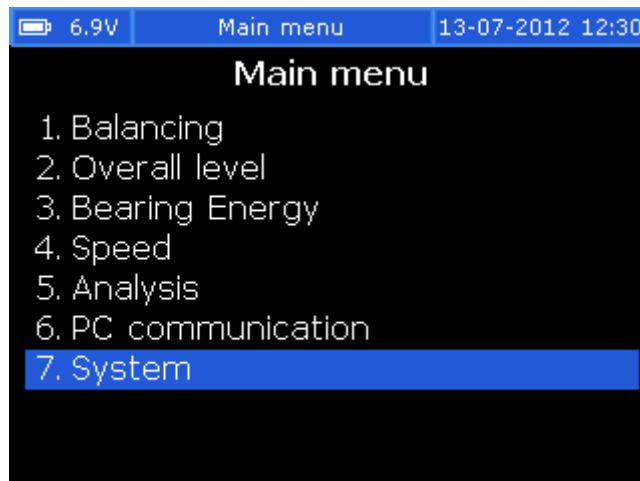 6.9V Main menu 13-07-2012 12:30
Main menu
1. Balancing
2. Overall level
3. Bearing Energy
4. Speed
5. Analysis
6. PC communication
7. System